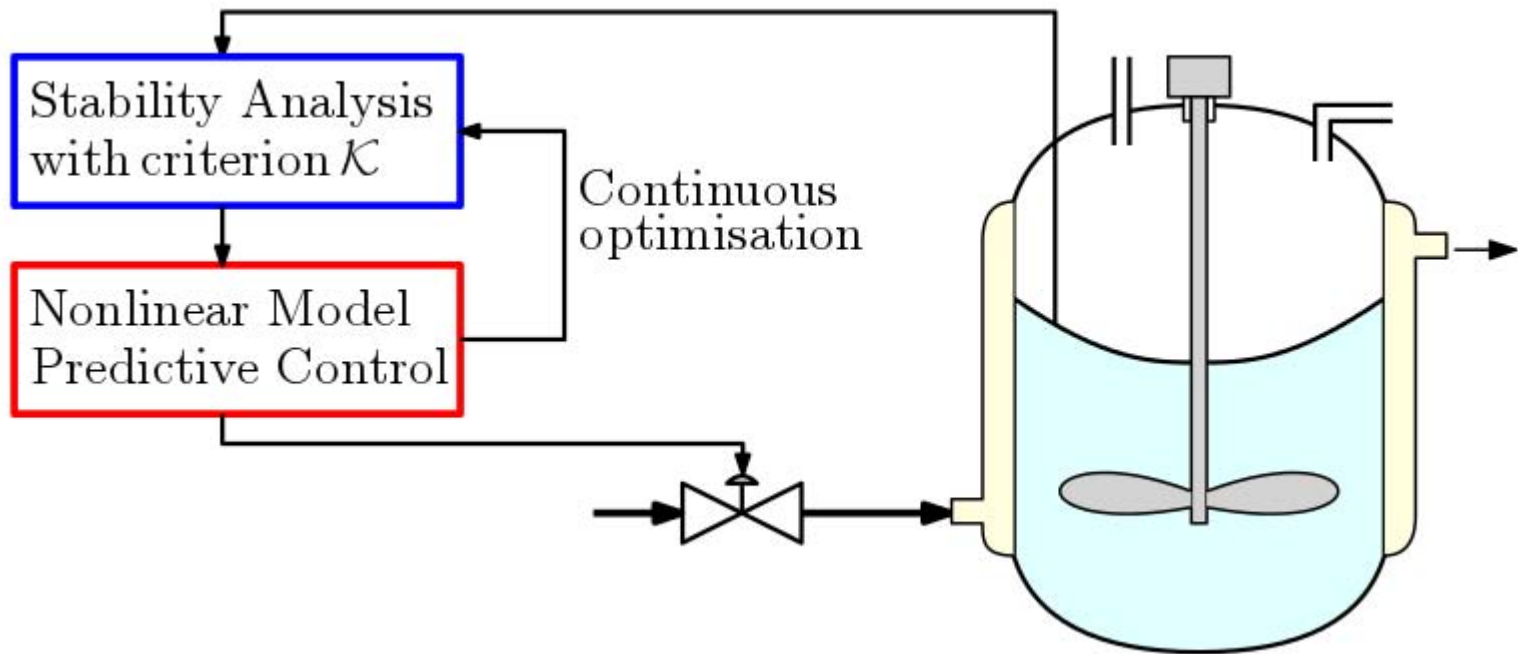 Stability Analysis
with criterion 𝒦
Nonlinear Model
Predictive Control
Continuous
optimisation